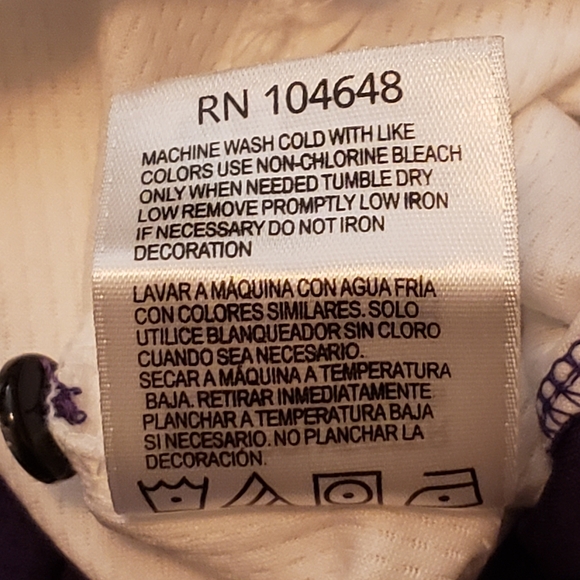 RN 104648
MACHINE WASH COLD WITH LIKE
COLORS USE NON-CHLORINE BLEACH
ONLY WHEN NEEDED TUMBLE DRY
LOW REMOVE PROMPTLY LOW IRON
IF NECESSARY DO NOT IRON
DECORATION
LAVAR A MÁQUINA CON AGUA FRÍA
CON COLORES SIMILARES. SOLO
UTILICE BLANQUEADOR SIN CLORO
CUANDO SEA NECESARIO.
SECAR A MÁQUINA A TEMPERATURA
BAJA. RETIRAR INMEDIATAMENTE
PLANCHAR A TEMPERATURA BAJA
SI NECESARIO. NO PLANCHAR LA
DECORACIÓN.